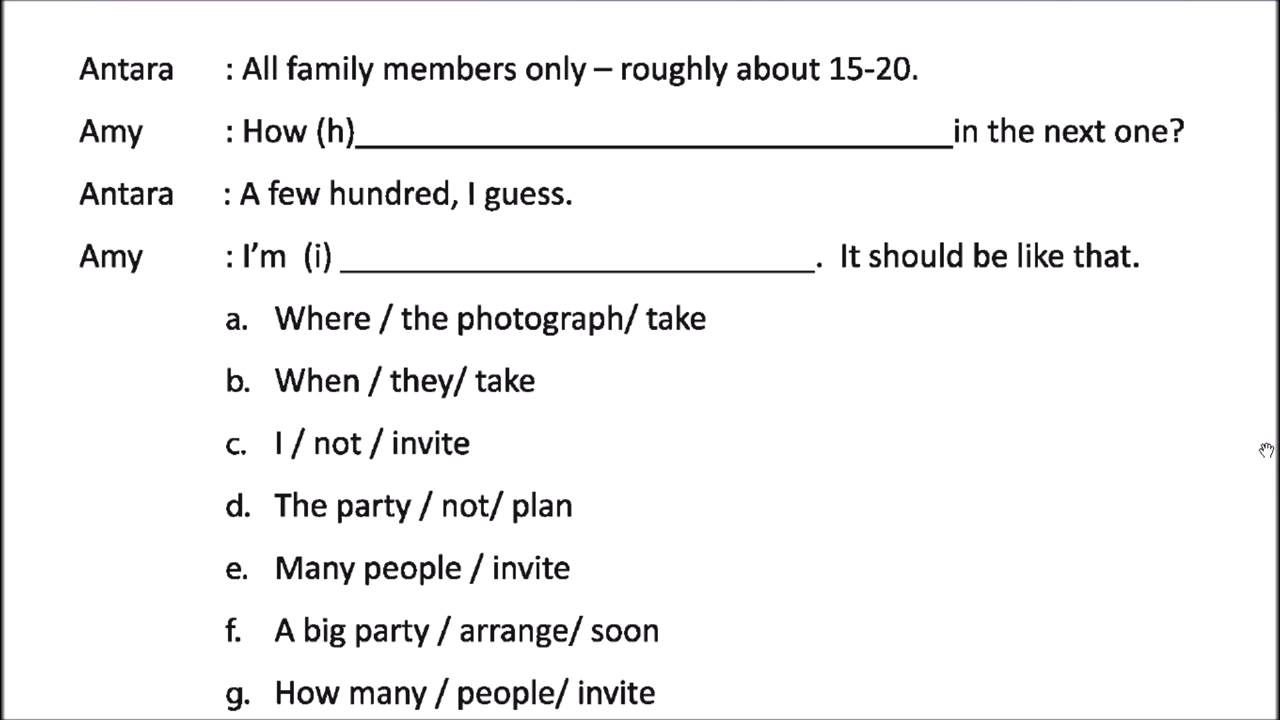 Antara : All family members only – roughly about 15-20.
Amy : How (h)__________________________________in the next one?
Antara : A few hundred, I guess.
Amy : I’m (i) ___________________________. It should be like that.
a. Where / the photograph/ take
b. When / they/ take
c. I / not / invite
d. The party / not/ plan
e. Many people / invite
f. A big party / arrange/ soon
g. How many / people/ invite